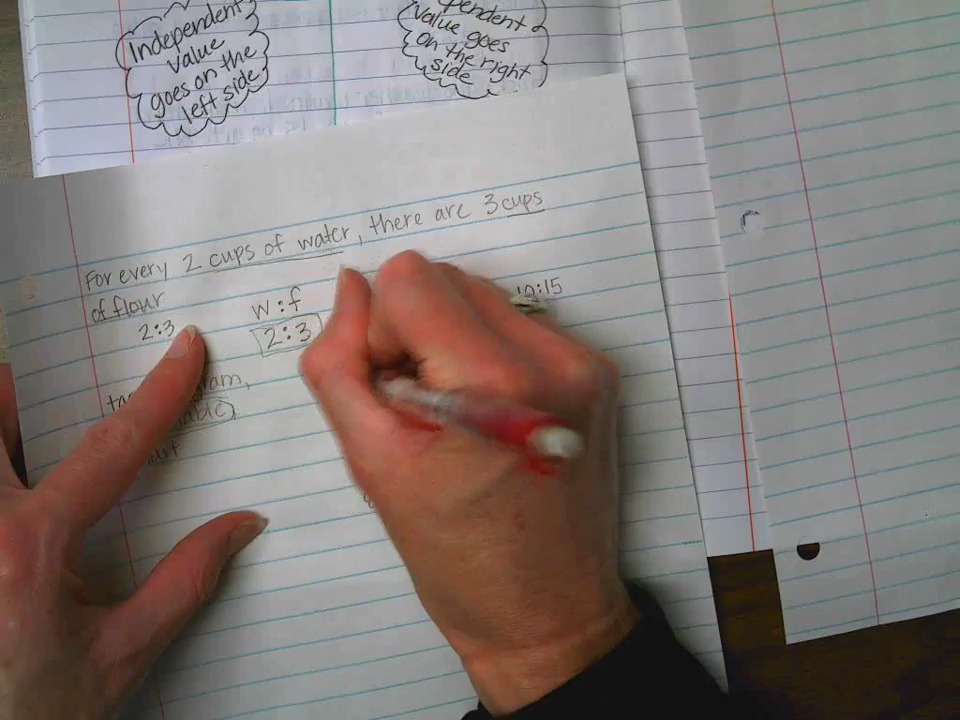 Independent
value
goes on the
left side
value goes
on the right
side
For every 2 cups of water, there are 3 cups
of flour
2:3
w:f
2:3
10:15